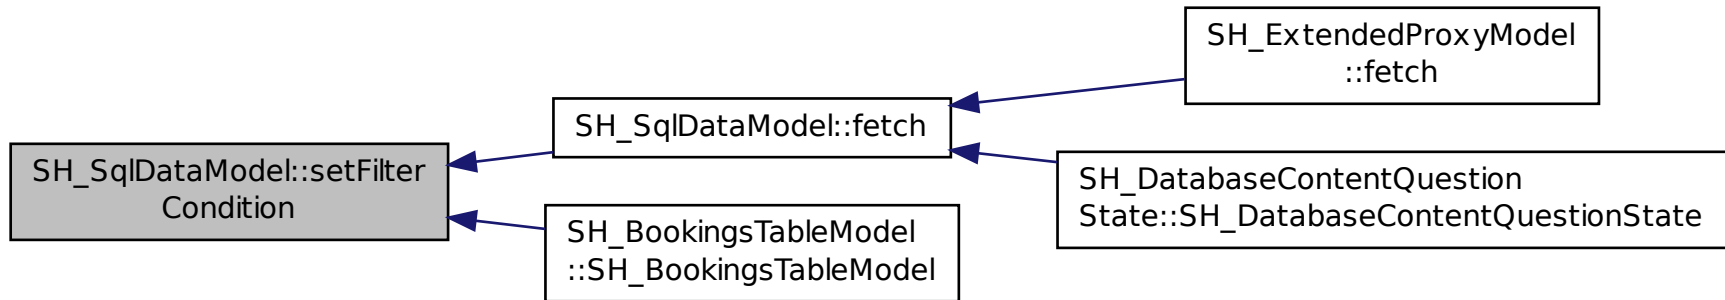 SH_SqlDataModel::setFilter
Condition
SH_SqlDataModel::fetch
SH_BookingsTableModel
::SH_BookingsTableModel
SH_ExtendedProxyModel
::fetch
SH_DatabaseContentQuestion
State::SH_DatabaseContentQuestionState